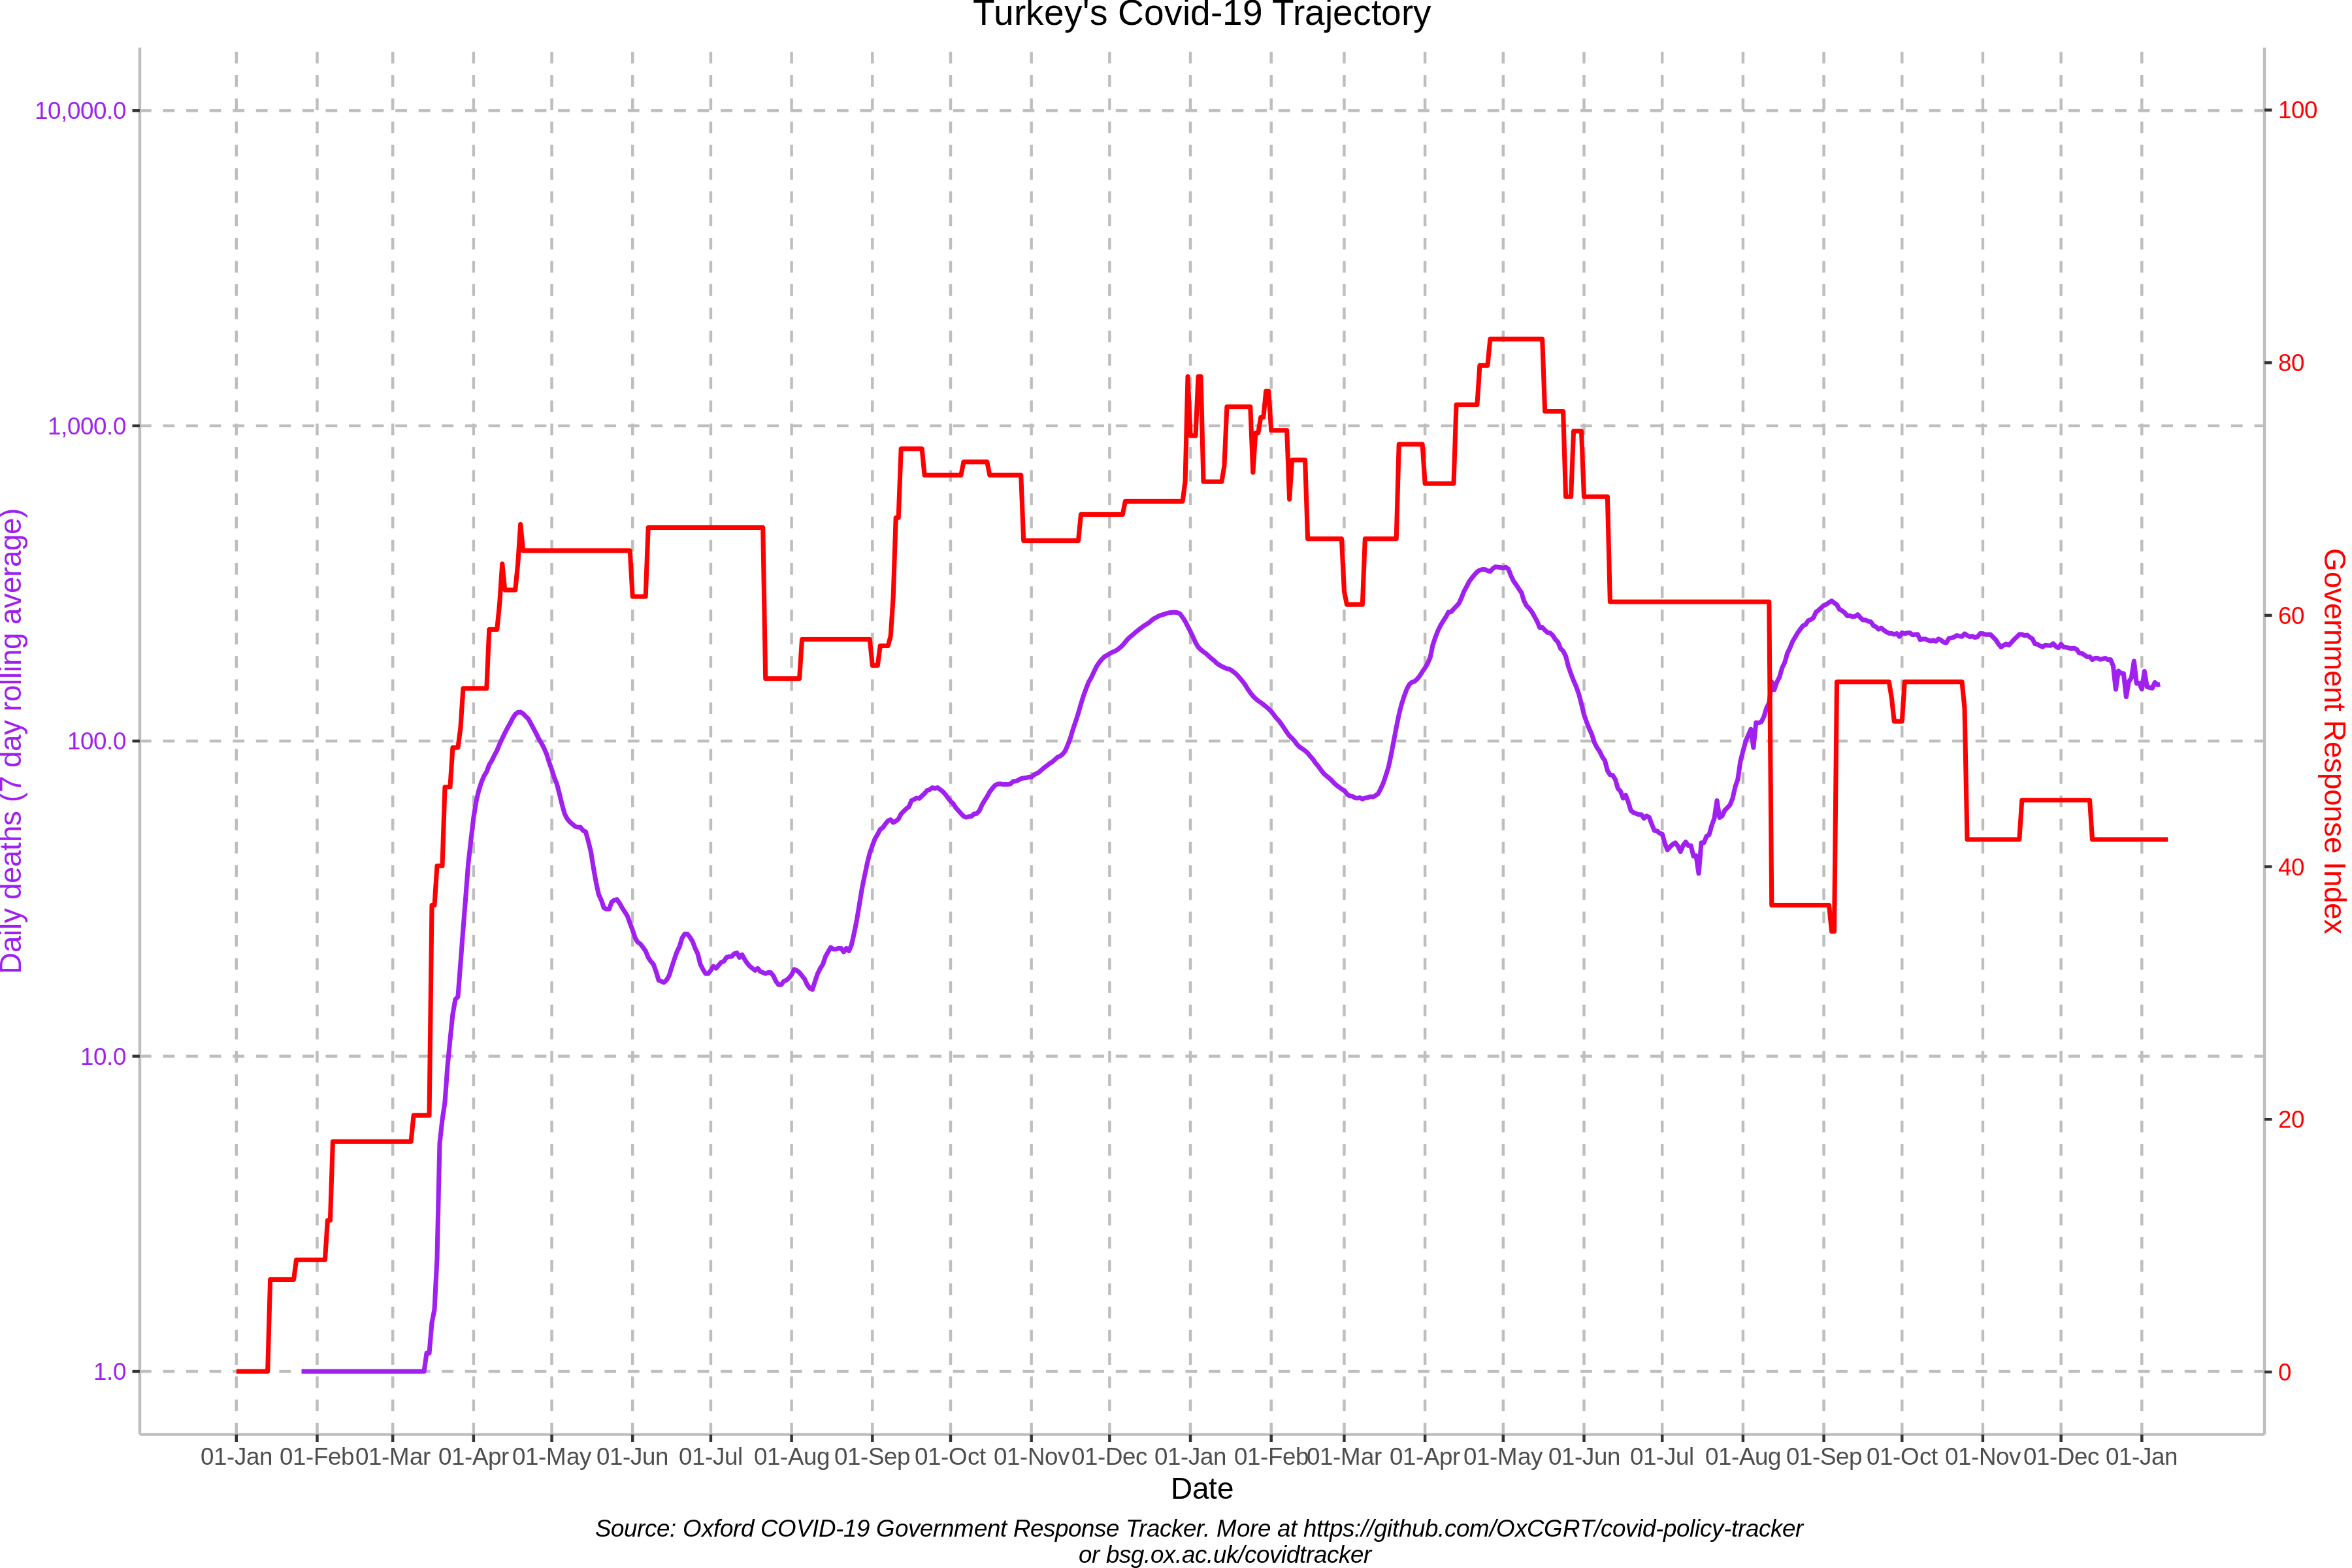 Turkey's Covid-19 Trajectory
10,000.0
1,000.0
100.0
10.0
1.0
Daily deaths (7 day rolling average)
100
80
60
40
20
0
Government Response Index
01-Jan 01-Feb 01-Mar 01-Apr 01-May 01-Jun 01-Jul 01-Aug 01-Sep 01-Oct 01-Nov 01-Dec 01-Jan 01-Feb 01-Mar 01-Apr 01-May 01-Jun 01-Jul 01-Aug 01-Sep 01-Oct 01-Nov 01-Dec 01-Jan
Date
Source: Oxford COVID-19 Government Response Tracker. More at https://github.com/OxCGRT/covid-policy-tracker
or bsg.ox.ac.uk/covidtracker